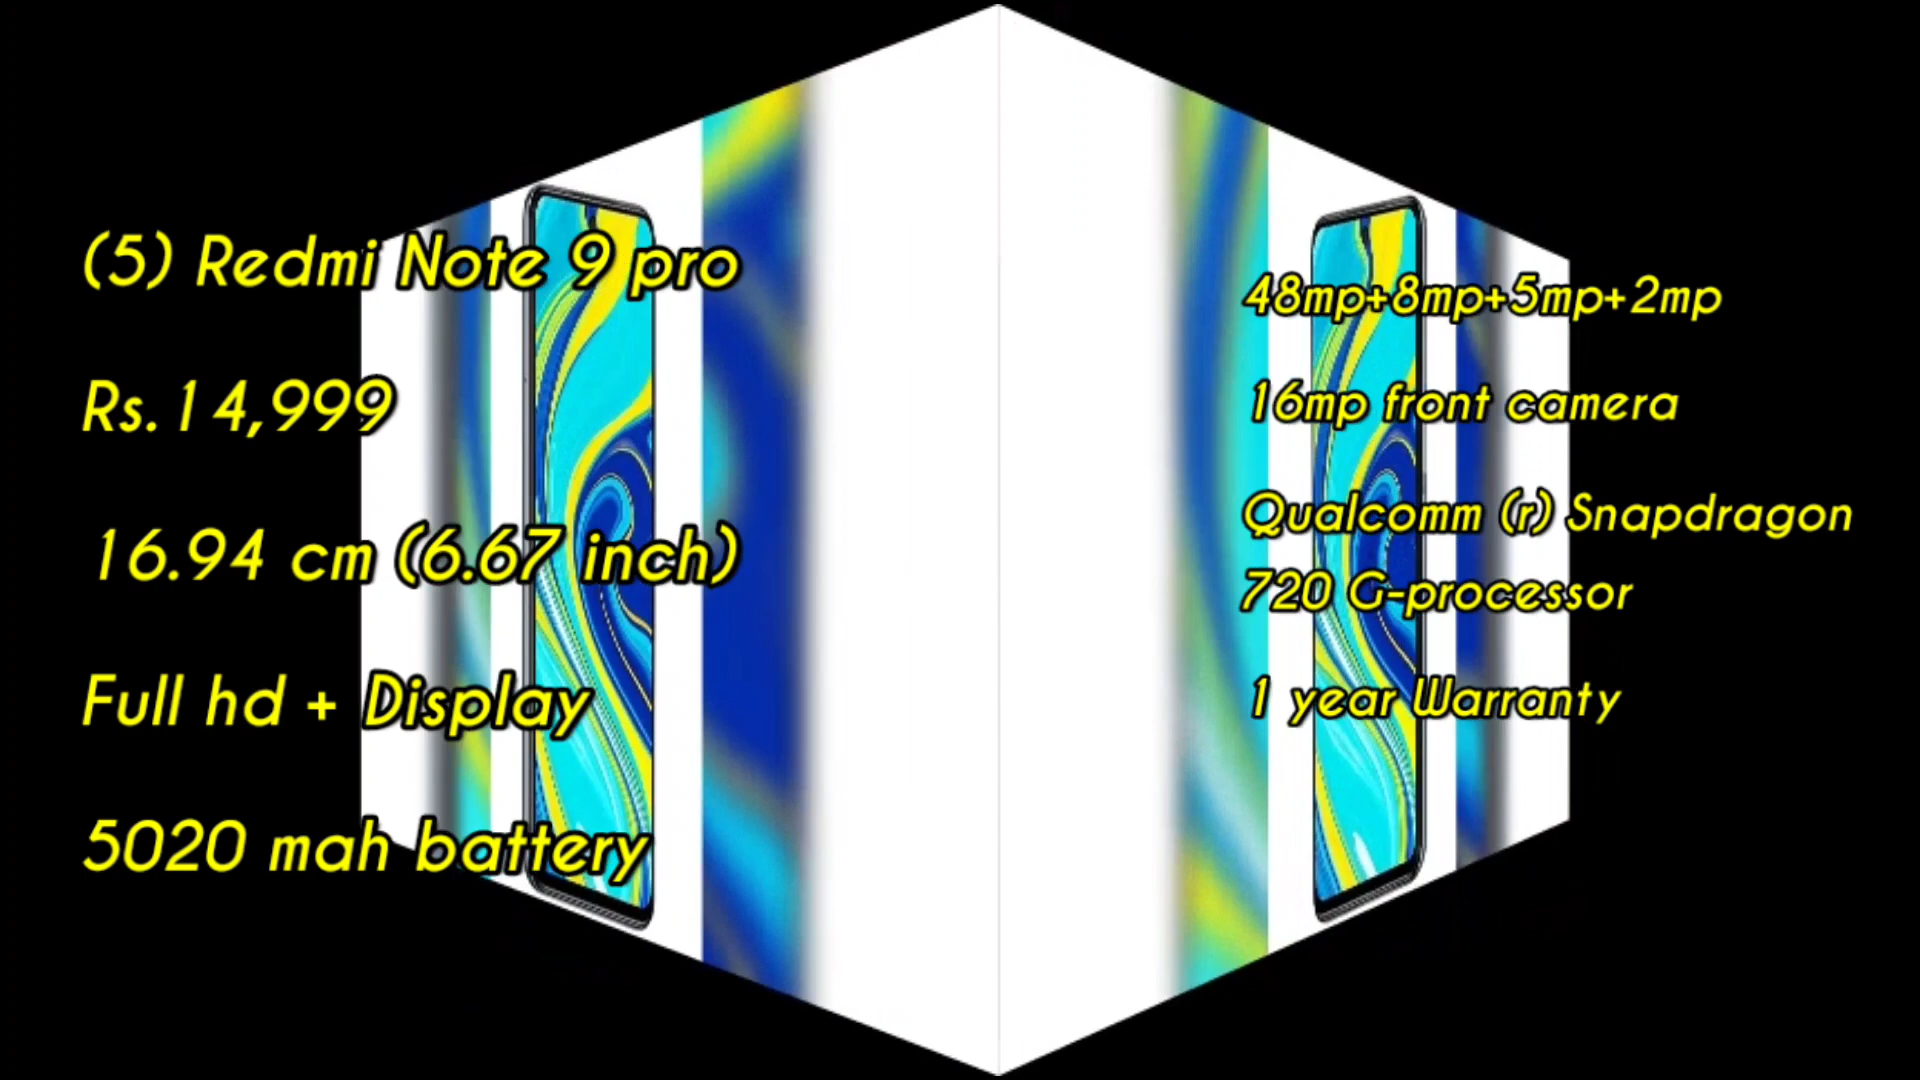 (5) Redmi Note 9 pro
Rs.14,999
16.94 cm (6.67 inch)
Full hd + Display
5020 mah battery
48mp+8mp+5mp+2mp
16mp front camera
Qualcomm (r) Snapdragon
720 G-processor
1 year Warranty